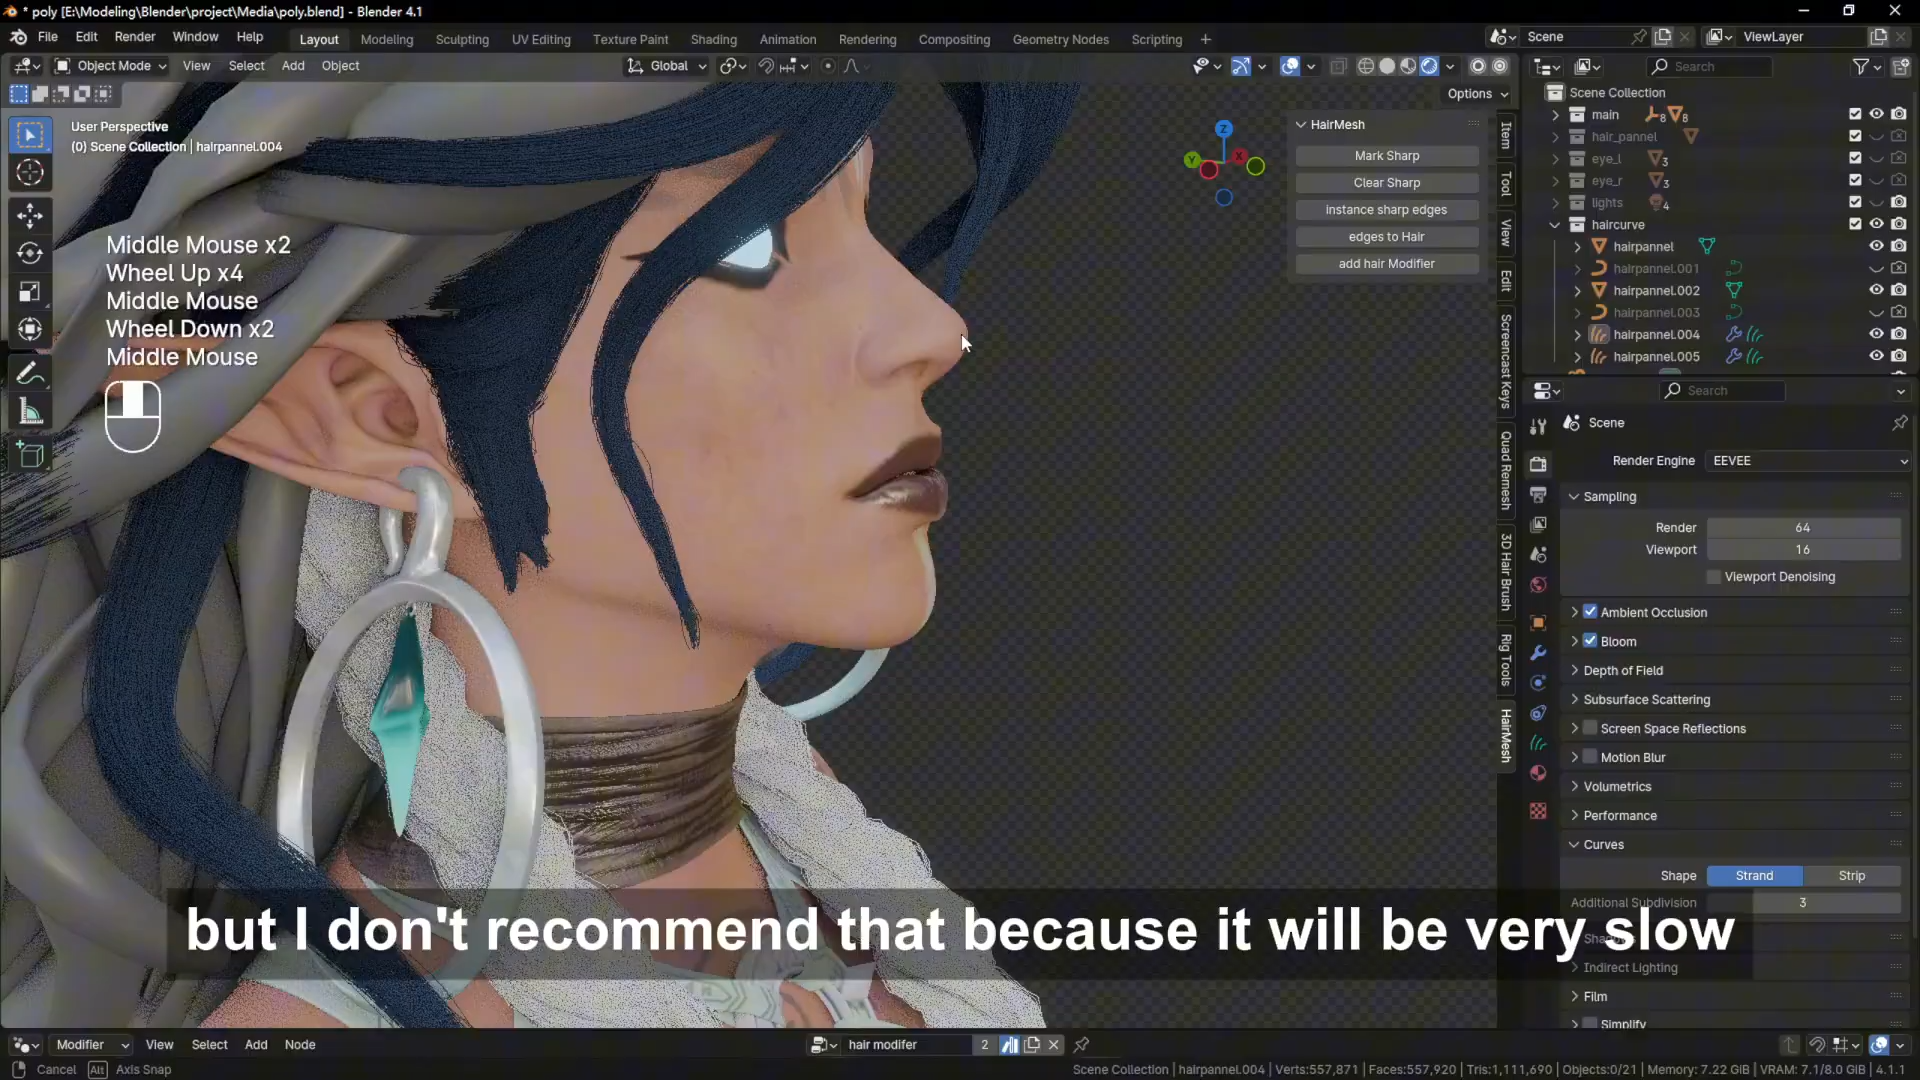 * poly [E:\Modeling\Blender\project\Media\poly.blend] - Blender 4.1
File Edit Render Window Help
Layout Modeling Sculpting UV Editing Texture Paint Shading Animation Rendering Compositing Geometry Nodes Scripting +
Scene
ViewLayer
Object Mode View Select Add Object
Global
Search
Options
User Perspective
(0) Scene Collection | hairpannel.004
Middle Mouse x2
Wheel Up x4
Middle Mouse
Wheel Down x2
Middle Mouse
Z
Y
X
HairMesh
Mark Sharp
Clear Sharp
instance sharp edges
edges to Hair
add hair Modifier
Item
Tool
View
Edit
Screencast Keys
Quad Remesh
3D Hair Brush
Rig Tools
HairMesh
Scene Collection
main 8 8
hair_pannel
eye_l 3
eye_r 3
lights 4
haircurve
hairpannel
hairpannel.001
hairpannel.002
hairpannel.003
hairpannel.004
hairpannel.005
Search
Scene
Render Engine EEVEE
Sampling
Render 64
Viewport 16
Viewport Denoising
Ambient Occlusion
Bloom
Depth of Field
Subsurface Scattering
Screen Space Reflections
Motion Blur
Volumetrics
Performance
Curves
Shape Strand Strip
Additional Subdivision 3
Indirect Lighting
Film
Simplify
but I don't recommend that because it will be very slow
Modifier View Select Add Node
hair modifer 2
Cancel Alt Axis Snap
Scene Collection | hairpannel.004 | Verts:557,871 | Faces:557,920 | Tris:1,111,690 | Objects:0/21 | Memory: 7.22 GiB | VRAM: 7.1/8.0 GiB | 4.1.1